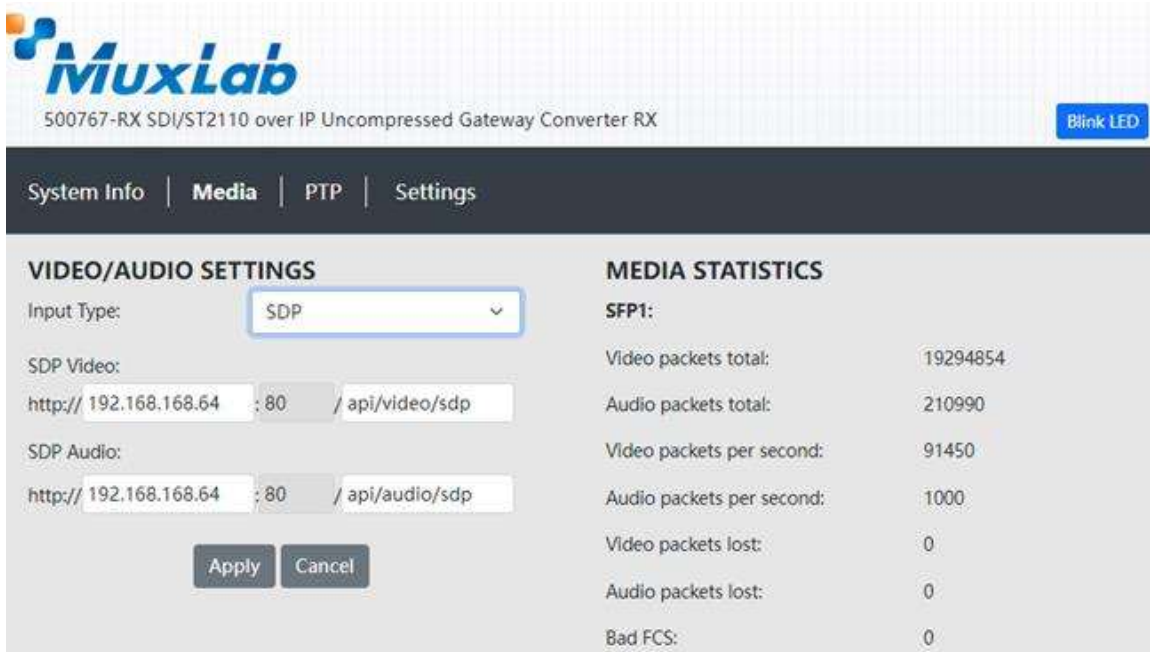 MuxLab
500767-RX SDI/ST2110 over IP Uncompressed Gateway Converter RX
Blink LED
System Info | Media | PTP | Settings
VIDEO/AUDIO SETTINGS
Input Type: SDP
SDP Video:
http:// 192.168.168.64 : 80 / api/video/sdp
SDP Audio:
http:// 192.168.168.64 : 80 / api/audio/sdp
Apply Cancel
MEDIA STATISTICS
SFP1:
Video packets total: 19294854
Audio packets total: 210990
Video packets per second: 91450
Audio packets per second: 1000
Video packets lost: 0
Audio packets lost: 0
Bad FCS: 0